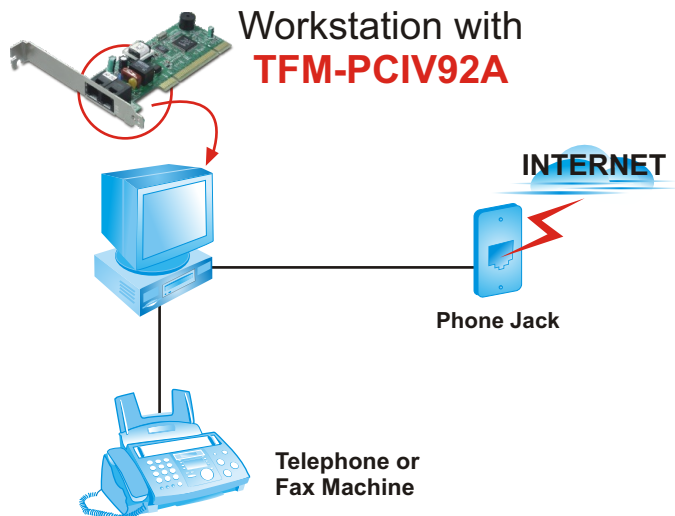 Workstation with
TFM-PCIV92A
INTERNET
Phone Jack
Telephone or
Fax Machine